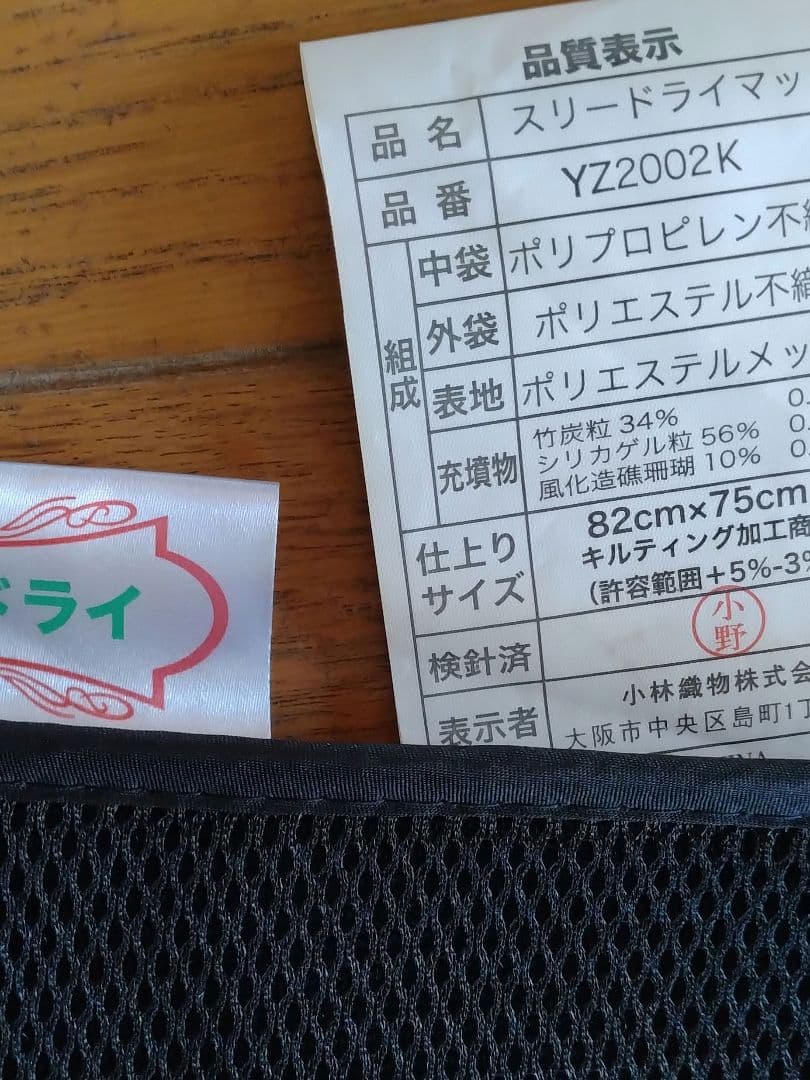 品質表示
品名 スリードライマッ
品番 YZ2002K
組成
中袋 ポリプロピレン不織
外袋 ポリエステル不織
表地 ポリエステルメッ
充墳物
竹炭粒 34% 0.
シリカゲル粒 56% 0.
風化造礁珊瑚 10% 0.
仕上りサイズ
82cm×75cm
キルティング加工商
(許容範囲+5%-3%
検針済 小野
表示者
小林織物株式会
大阪市中央区島町1丁
ドライ